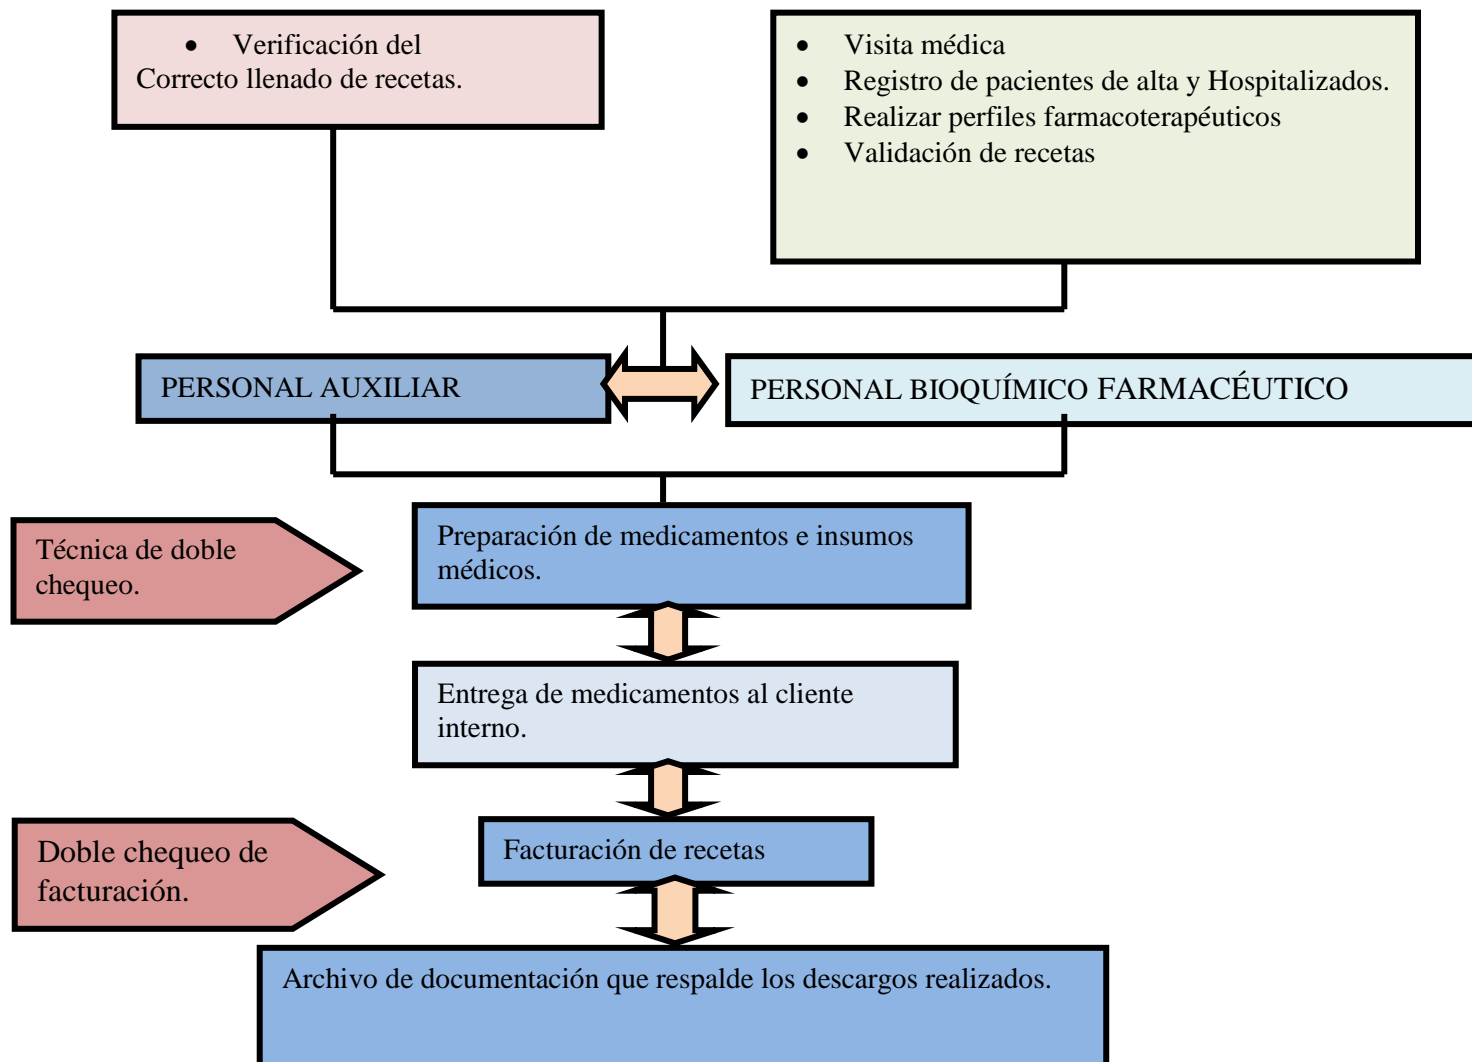 • Verificación del
Correcto llenado de recetas.
• Visita médica
• Registro de pacientes de alta y Hospitalizados.
• Realizar perfiles farmacoterapéuticos
• Validación de recetas
PERSONAL AUXILIAR
PERSONAL BIOQUÍMICO FARMACÉUTICO
Técnica de doble
chequeo.
Preparación de medicamentos e insumos
médicos.
Entrega de medicamentos al cliente
interno.
Doble chequeo de
facturación.
Facturación de recetas
Archivo de documentación que respalde los descargos realizados.